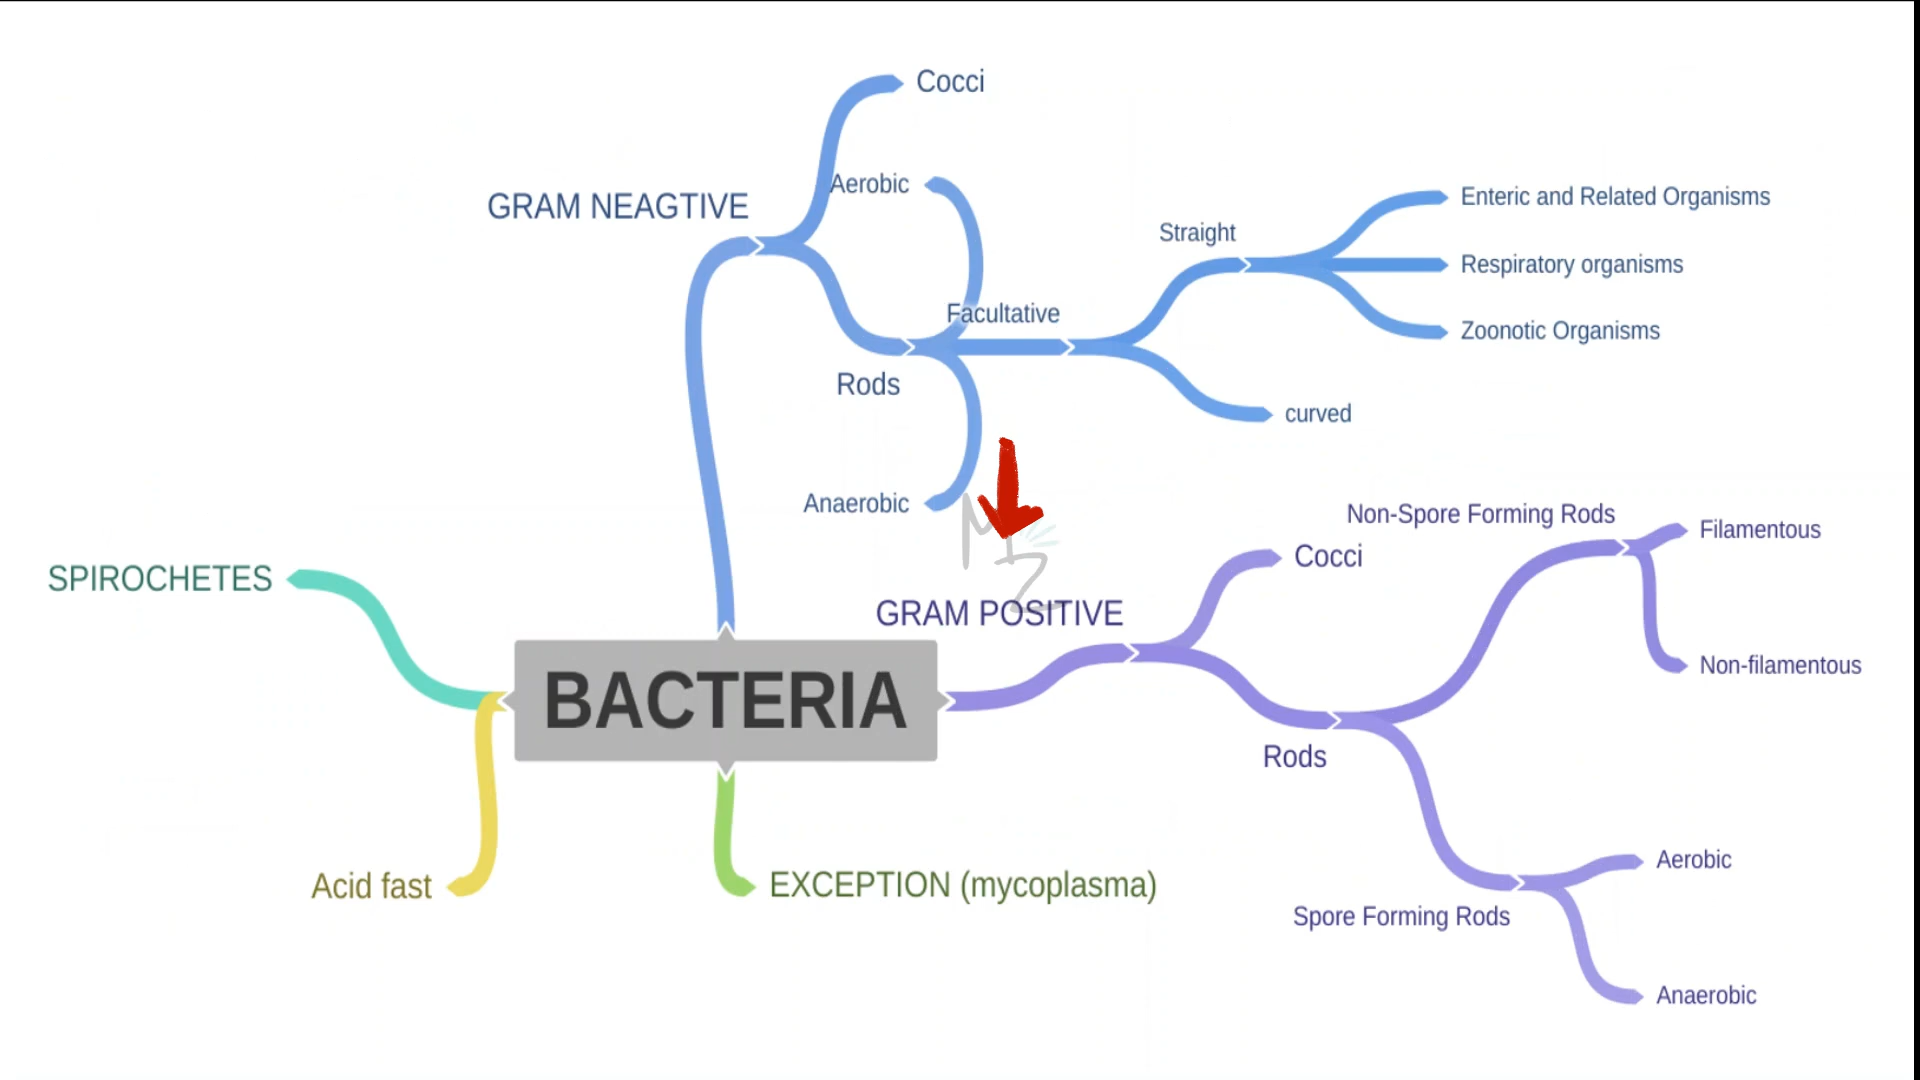 Cocci
Aerobic
GRAM NEAGTIVE
Enteric and Related Organisms
Straight
Respiratory organisms
Facultative
Zoonotic Organisms
Rods
curved
Anaerobic
Non-Spore Forming Rods
Filamentous
Cocci
SPIROCHETES
GRAM POSITIVE
Non-filamentous
BACTERIA
Rods
Aerobic
Acid fast
EXCEPTION (mycoplasma)
Spore Forming Rods
Anaerobic